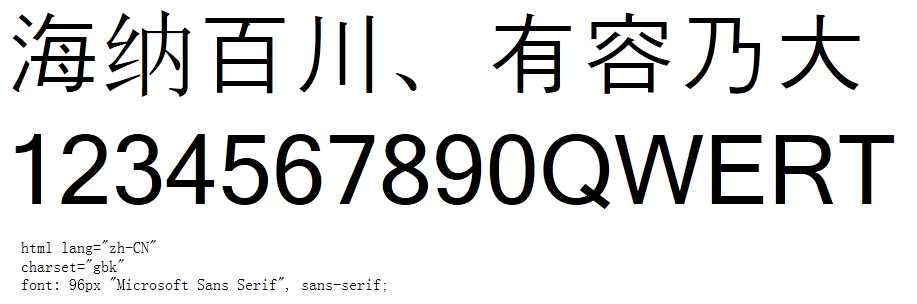 海纳百川、有容乃大
1234567890QWERT
html lang="zh-CN"
charset="gbk"
font: 96px "Microsoft Sans Serif", sans-serif;